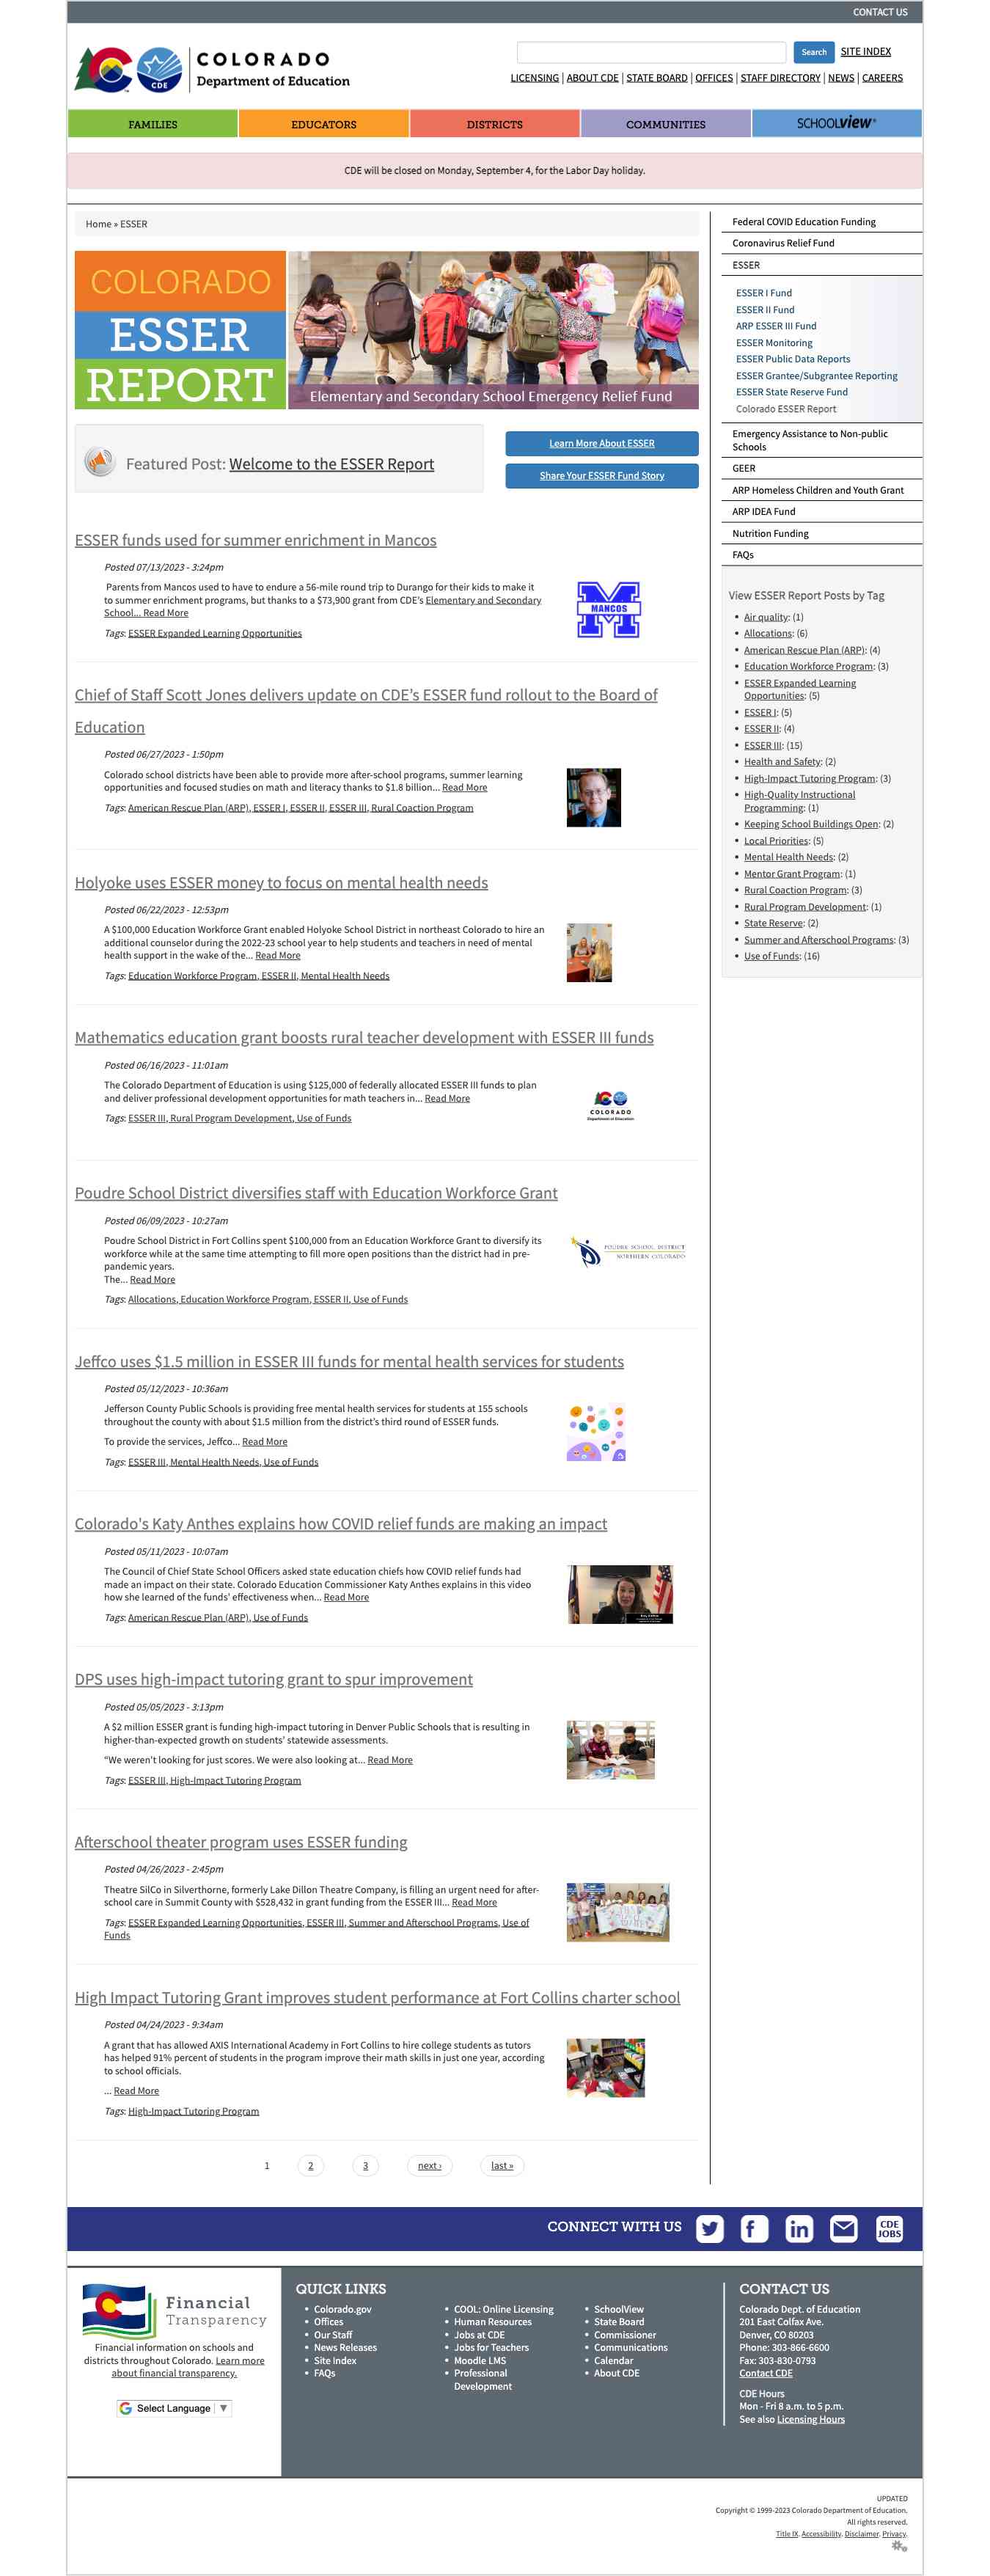 CONTACT US
COLORADO
Department of Education
CDE
Search
SITE INDEX
LICENSING | ABOUT CDE | STATE BOARD | OFFICES | STAFF DIRECTORY | NEWS | CAREERS
FAMILIES
EDUCATORS
DISTRICTS
COMMUNITIES
SCHOOLVIEW®
CDE will be closed on Monday, September 4, for the Labor Day holiday.
Home » ESSER
COLORADO
ESSER
REPORT
Elementary and Secondary School Emergency Relief Fund
Featured Post: Welcome to the ESSER Report
Learn More About ESSER
Share Your ESSER Fund Story
ESSER funds used for summer enrichment in Mancos
Posted 07/13/2023 - 3:24pm
Parents from Mancos used to have to endure a 56-mile round trip to Durango for their kids to make it
to summer enrichment programs, but thanks to a $73,900 grant from CDE's Elementary and Secondary
School... Read More
Tags: ESSER Expanded Learning Opportunities
MANCOS
Chief of Staff Scott Jones delivers update on CDE's ESSER fund rollout to the Board of
Education
Posted 06/27/2023 - 1:50pm
Colorado school districts have been able to provide more after-school programs, summer learning
opportunities and focused studies on math and literacy thanks to $1.8 billion... Read More
Tags: American Rescue Plan (ARP), ESSER I, ESSER II, ESSER III, Rural Coaction Program
Holyoke uses ESSER money to focus on mental health needs
Posted 06/22/2023 - 12:53pm
A $100,000 Education Workforce Grant enabled Holyoke School District in northeast Colorado to hire an
additional counselor during the 2022-23 school year to help students and teachers in need of mental
health support in the wake of the... Read More
Tags: Education Workforce Program, ESSER II, Mental Health Needs
Mathematics education grant boosts rural teacher development with ESSER III funds
Posted 06/16/2023 - 11:01am
The Colorado Department of Education is using $125,000 of federally allocated ESSER III funds to plan
and deliver professional development opportunities for math teachers in... Read More
Tags: ESSER III, Rural Program Development, Use of Funds
COLORADO
Department of Education
Poudre School District diversifies staff with Education Workforce Grant
Posted 06/09/2023 - 10:27am
Poudre School District in Fort Collins spent $100,000 from an Education Workforce Grant to diversify its
workforce while at the same time attempting to fill more open positions than the district had in pre-
pandemic years.
The... Read More
Tags: Allocations, Education Workforce Program, ESSER II, Use of Funds
POUDRE SCHOOL DISTRICT
NORTHERN COLORADO
Jeffco uses $1.5 million in ESSER III funds for mental health services for students
Posted 05/12/2023 - 10:36am
Jefferson County Public Schools is providing free mental health services for students at 155 schools
throughout the county with about $1.5 million from the district's third round of ESSER funds.
To provide the services, Jeffco... Read More
Tags: ESSER III, Mental Health Needs, Use of Funds
Colorado's Katy Anthes explains how COVID relief funds are making an impact
Posted 05/11/2023 - 10:07am
The Council of Chief State School Officers asked state education chiefs how COVID relief funds had
made an impact on their state. Colorado Education Commissioner Katy Anthes explains in this video
how she learned of the funds' effectiveness when... Read More
Tags: American Rescue Plan (ARP), Use of Funds
DPS uses high-impact tutoring grant to spur improvement
Posted 05/05/2023 - 3:13pm
A $2 million ESSER grant is funding high-impact tutoring in Denver Public Schools that is resulting in
higher-than-expected growth on students' statewide assessments.
"We weren't looking for just scores. We were also looking at... Read More
Tags: ESSER III, High-Impact Tutoring Program
Afterschool theater program uses ESSER funding
Posted 04/26/2023 - 2:45pm
Theatre SilCo in Silverthorne, formerly Lake Dillon Theatre Company, is filling an urgent need for after-
school care in Summit County with $528,432 in grant funding from the ESSER III... Read More
Tags: ESSER Expanded Learning Opportunities, ESSER III, Summer and Afterschool Programs, Use of
Funds
High Impact Tutoring Grant improves student performance at Fort Collins charter school
Posted 04/24/2023 - 9:34am
A grant that has allowed AXIS International Academy in Fort Collins to hire college students as tutors
has helped 91% percent of students in the program improve their math skills in just one year, according
to school officials.
... Read More
Tags: High-Impact Tutoring Program
1 2 3 next › last »
Federal COVID Education Funding
Coronavirus Relief Fund
ESSER
ESSER I Fund
ESSER II Fund
ARP ESSER III Fund
ESSER Monitoring
ESSER Public Data Reports
ESSER Grantee/Subgrantee Reporting
ESSER State Reserve Fund
Colorado ESSER Report
Emergency Assistance to Non-public
Schools
GEER
ARP Homeless Children and Youth Grant
ARP IDEA Fund
Nutrition Funding
FAQs
View ESSER Report Posts by Tag
Air quality: (1)
Allocations: (6)
American Rescue Plan (ARP): (4)
Education Workforce Program: (3)
ESSER Expanded Learning
Opportunities: (5)
ESSER I: (5)
ESSER II: (4)
ESSER III: (15)
Health and Safety: (2)
High-Impact Tutoring Program: (3)
High-Quality Instructional
Programming: (1)
Keeping School Buildings Open: (2)
Local Priorities: (5)
Mental Health Needs: (2)
Mentor Grant Program: (1)
Rural Coaction Program: (3)
Rural Program Development: (1)
State Reserve: (2)
Summer and Afterschool Programs: (3)
Use of Funds: (16)
CONNECT WITH US
CDE
JOBS
Financial
Transparency
Financial information on schools and
districts throughout Colorado. Learn more
about financial transparency.
Select Language ▼
QUICK LINKS
Colorado.gov
Offices
Our Staff
News Releases
Site Index
FAQs
COOL: Online Licensing
Human Resources
Jobs at CDE
Jobs for Teachers
Moodle LMS
Professional
Development
SchoolView
State Board
Commissioner
Communications
Calendar
About CDE
CONTACT US
Colorado Dept. of Education
201 East Colfax Ave.
Denver, CO 80203
Phone: 303-866-6600
Fax: 303-830-0793
Contact CDE
CDE Hours
Mon - Fri 8 a.m. to 5 p.m.
See also Licensing Hours
UPDATED
Copyright © 1999-2023 Colorado Department of Education.
All rights reserved.
Title IX. Accessibility. Disclaimer. Privacy.